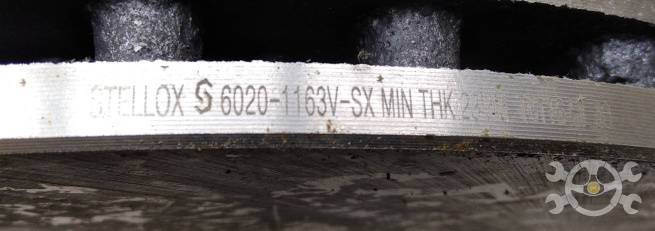 STELLOX 6020-1163V-SX MIN THK